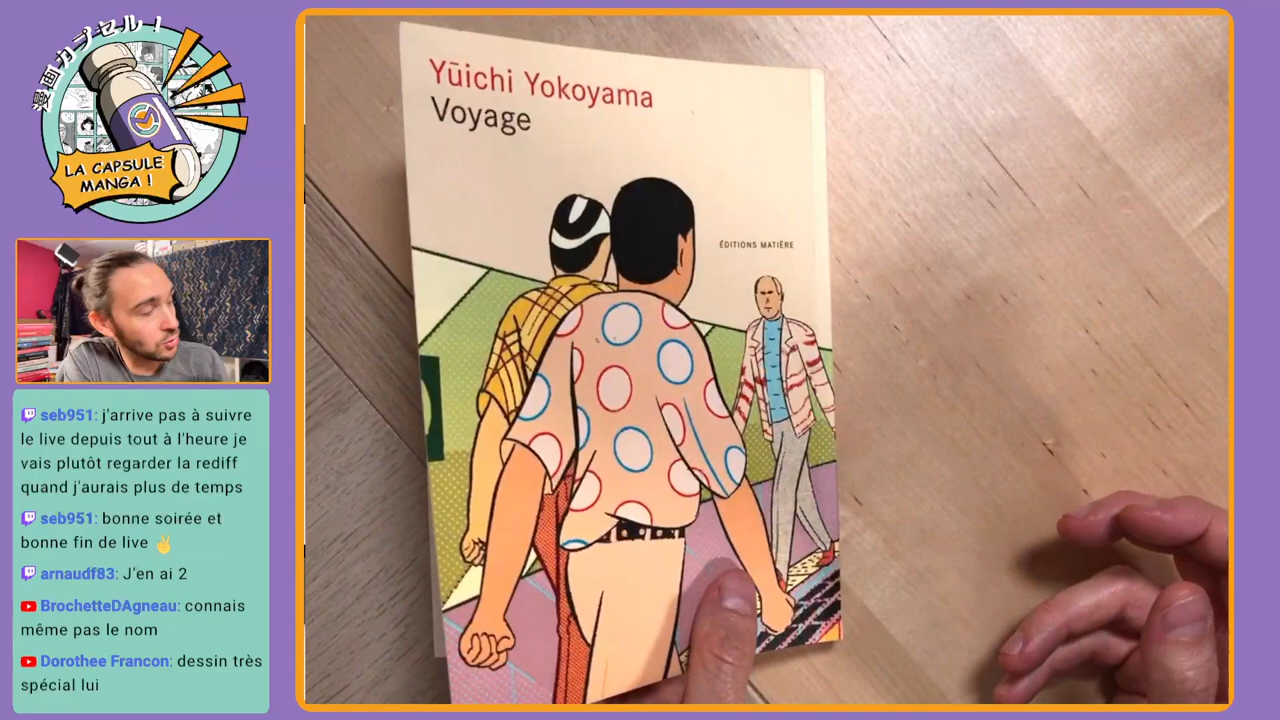 漫画カプセル！
LA CAPSULE
MANGA !
seb951: j'arrive pas à suivre
le live depuis tout à l'heure je
vais plutôt regarder la rediff
quand j'aurais plus de temps
seb951: bonne soirée et
bonne fin de live ✌️
arnaudf83: J'en ai 2
BrochetteDAgneau: connais
même pas le nom
Dorothee Francon: dessin très
spécial lui
Yūichi Yokoyama
Voyage
ÉDITIONS MATIÈRE